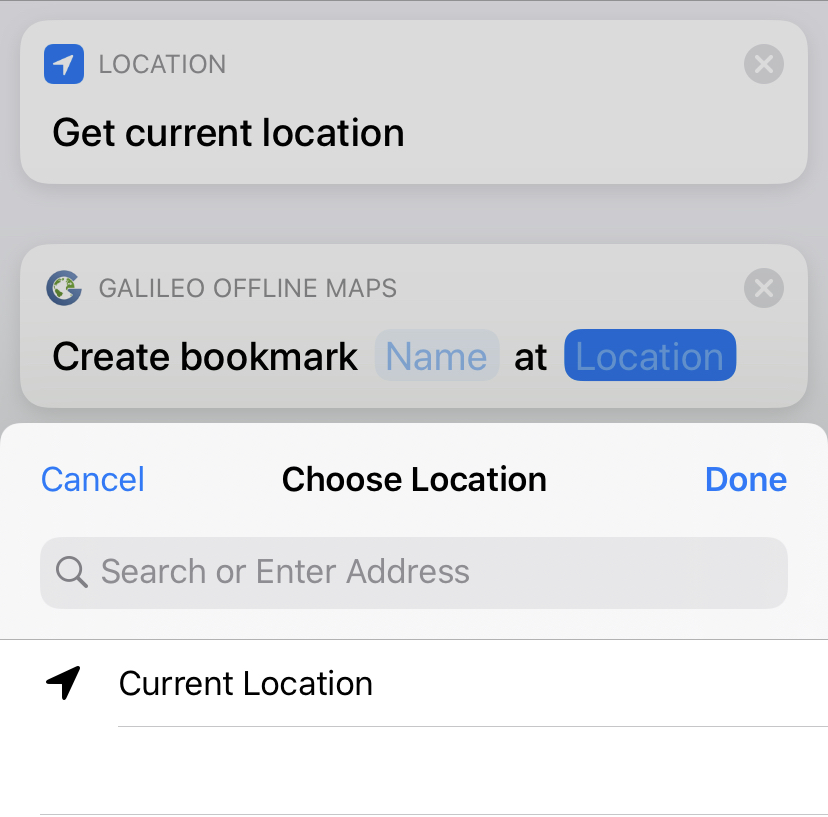 LOCATION
Get current location
GALILEO OFFLINE MAPS
Create bookmark Name at Location
Cancel Choose Location Done
Search or Enter Address
Current Location